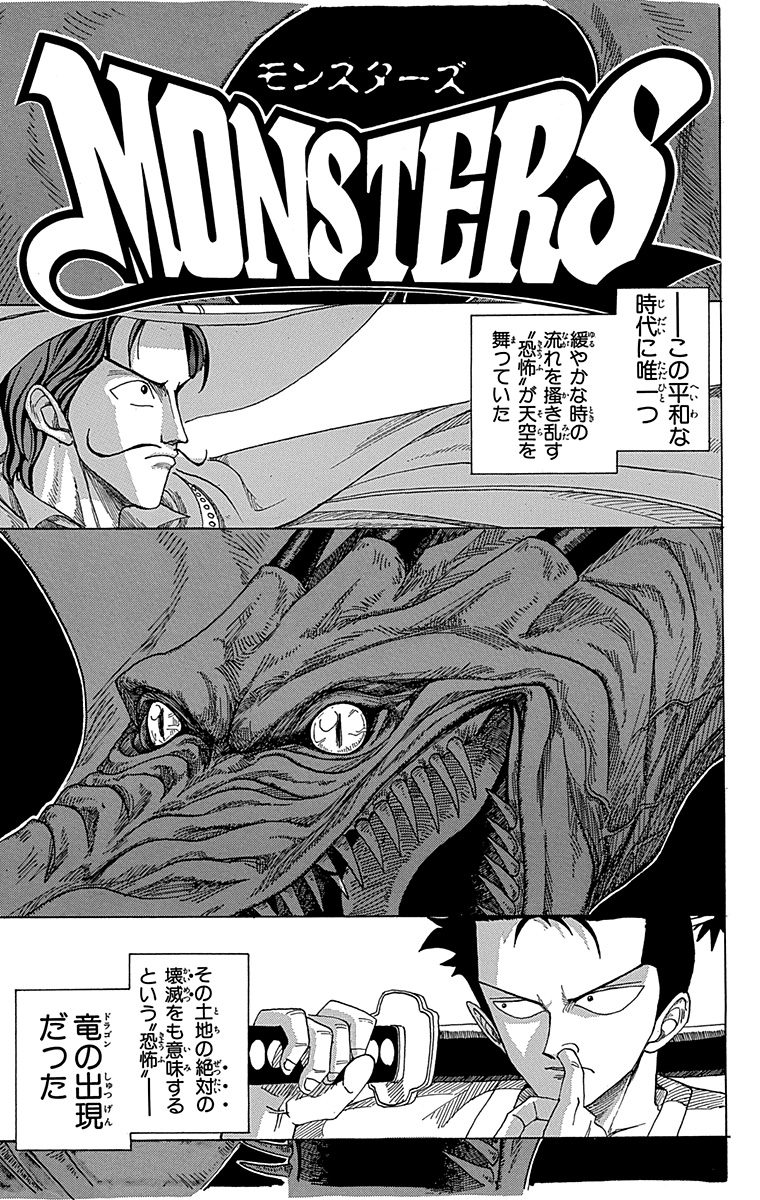 モンスターズ
MONSTERS
――この平和な
時代に唯一つ
緩やかな時の
流れを掻き乱す
〝恐怖〟が天空を
舞っていた
その土地の絶対の
壊滅をも意味する
という〝恐怖〟――
竜の出現
だった